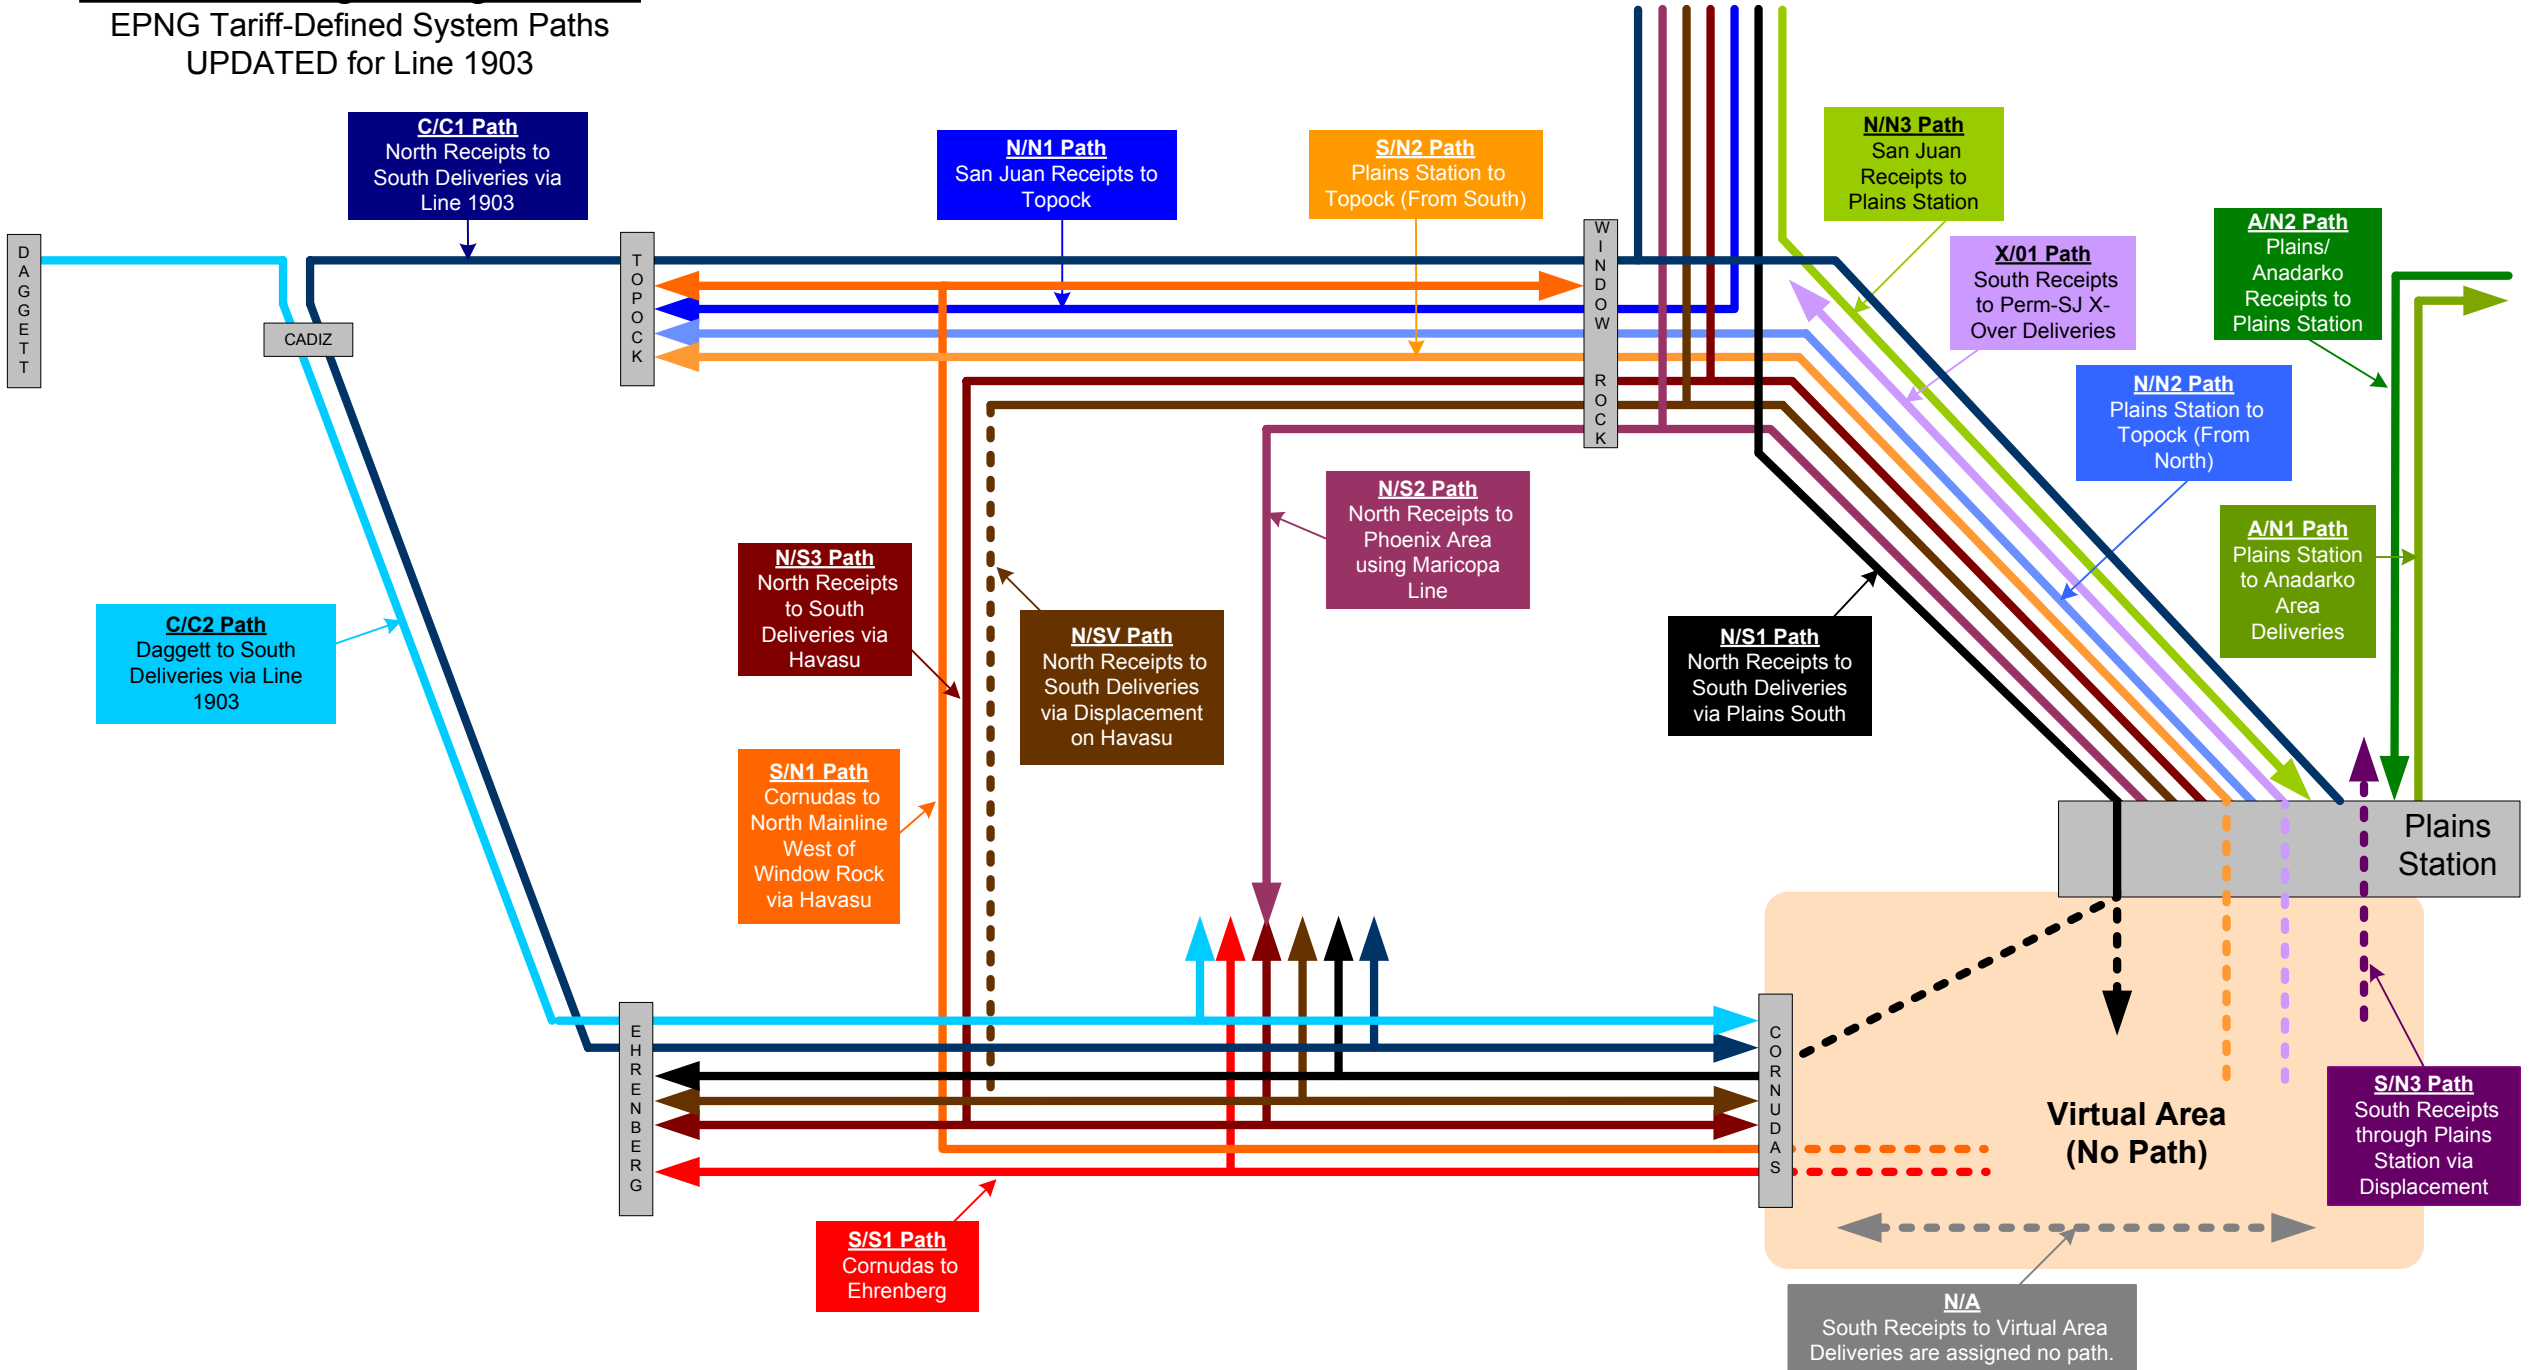 EPNG Tariff-Defined System Paths
UPDATED for Line 1903
C/C1 Path
North Receipts to
South Deliveries via
Line 1903
N/N1 Path
San Juan Receipts to
Topock
S/N2 Path
Plains Station to
Topock (From South)
N/N3 Path
San Juan
Receipts to
Plains Station
X/01 Path
South Receipts
to Perm-SJ X-
Over Deliveries
A/N2 Path
Plains/
Anadarko
Receipts to
Plains Station
DAGGETT
CADIZ
TOPOCK
WINDOW ROCK
N/N2 Path
Plains Station to
Topock (From
North)
N/S2 Path
North Receipts to
Phoenix Area
using Maricopa
Line
A/N1 Path
Plains Station
to Anadarko
Area
Deliveries
N/S3 Path
North Receipts
to South
Deliveries via
Havasu
C/C2 Path
Daggett to South
Deliveries via Line
1903
N/SV Path
North Receipts to
South Deliveries
via Displacement
on Havasu
N/S1 Path
North Receipts to
South Deliveries
via Plains South
S/N1 Path
Cornudas to
North Mainline
West of
Window Rock
via Havasu
Plains
Station
EHRENBERG
CORNUDAS
Virtual Area
(No Path)
S/N3 Path
South Receipts
through Plains
Station via
Displacement
S/S1 Path
Cornudas to
Ehrenberg
N/A
South Receipts to Virtual Area
Deliveries are assigned no path.